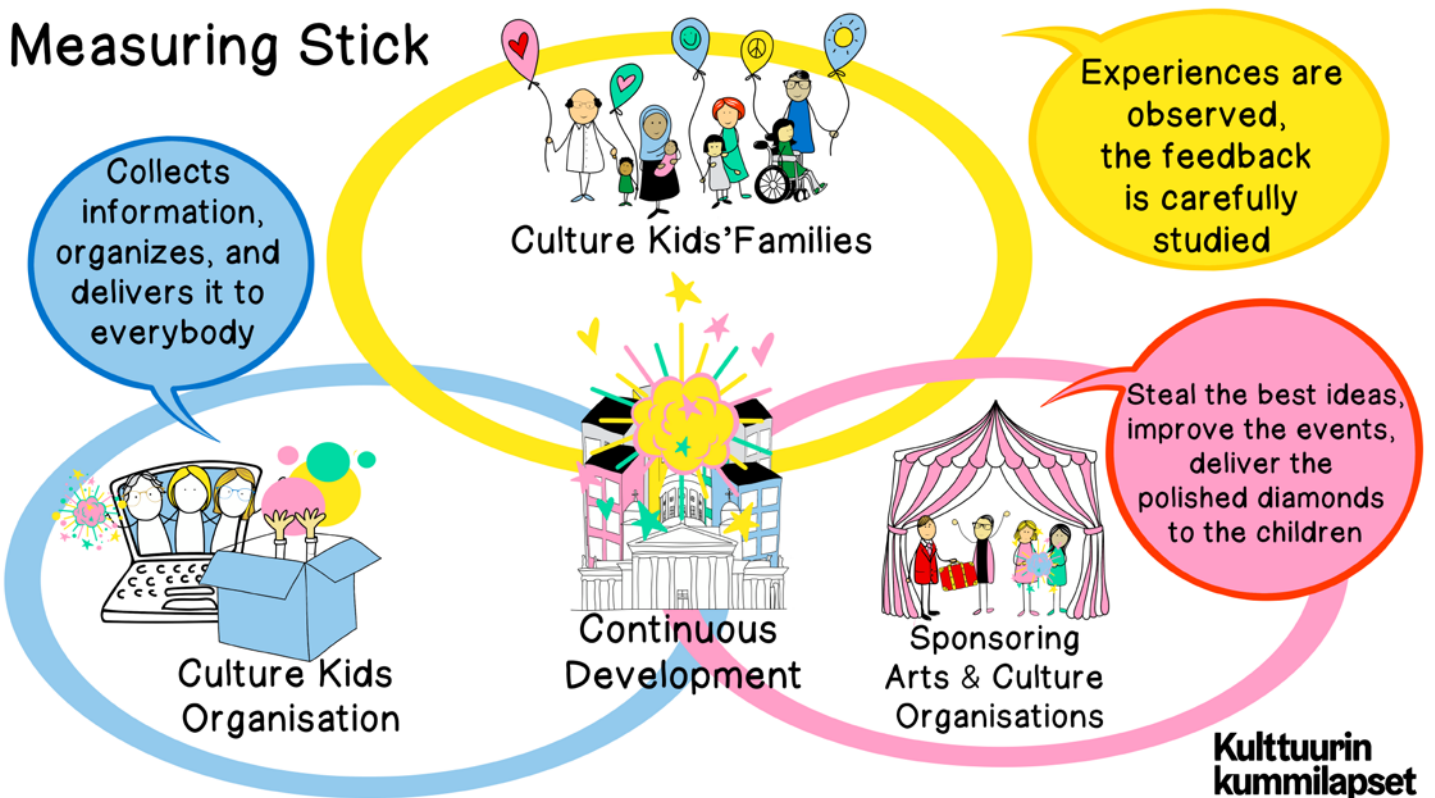 Measuring Stick
Collects
information,
organizes, and
delivers it to
everybody
Culture Kids'Families
Experiences are
observed,
the feedback
is carefully
studied
Steal the best ideas,
improve the events,
deliver the
polished diamonds
to the children
Culture Kids
Organisation
Continuous
Development
Sponsoring
Arts & Culture
Organisations
Kulttuurin
kummilapset